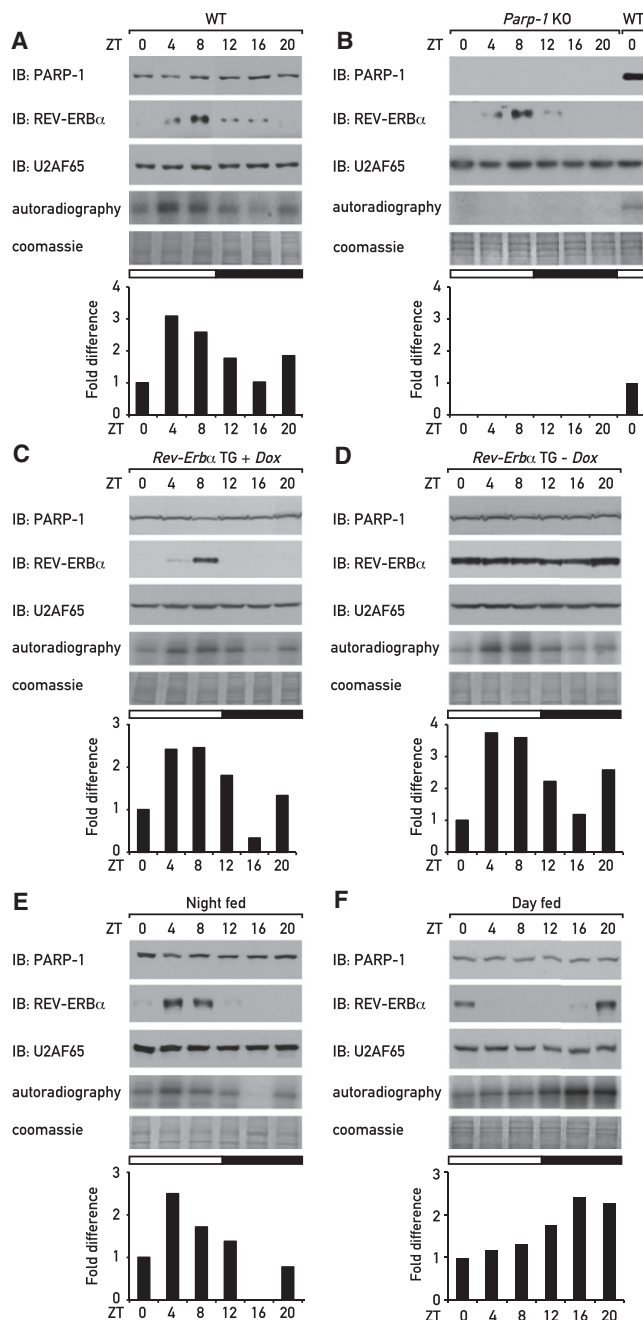 A
WT
ZT 0 4 8 12 16 20
IB: PARP-1
IB: REV-ERBα
IB: U2AF65
autoradiography
coomassie
Fold difference
4
3
2
1
0
ZT 0 4 8 12 16 20
B
Parp-1 KO WT
ZT 0 4 8 12 16 20 0
IB: PARP-1
IB: REV-ERBα
IB: U2AF65
autoradiography
coomassie
Fold difference
4
3
2
1
0
ZT 0 4 8 12 16 20 0
C
Rev-Erbα TG + Dox
ZT 0 4 8 12 16 20
IB: PARP-1
IB: REV-ERBα
IB: U2AF65
autoradiography
coomassie
Fold difference
3
2
1
0
ZT 0 4 8 12 16 20
D
Rev-Erbα TG - Dox
ZT 0 4 8 12 16 20
IB: PARP-1
IB: REV-ERBα
IB: U2AF65
autoradiography
coomassie
Fold difference
4
3
2
1
0
ZT 0 4 8 12 16 20
E
Night fed
ZT 0 4 8 12 16 20
IB: PARP-1
IB: REV-ERBα
IB: U2AF65
autoradiography
coomassie
Fold difference
3
2
1
0
ZT 0 4 8 12 16 20
F
Day fed
ZT 0 4 8 12 16 20
IB: PARP-1
IB: REV-ERBα
IB: U2AF65
autoradiography
coomassie
Fold difference
3
2
1
0
ZT 0 4 8 12 16 20